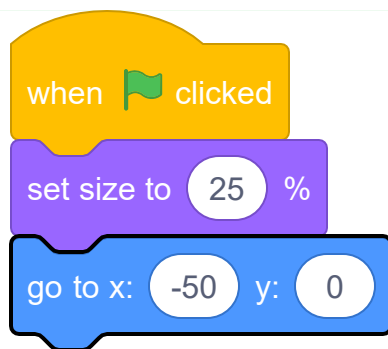 when clicked
set size to 25 %
go to x: -50 y: 0